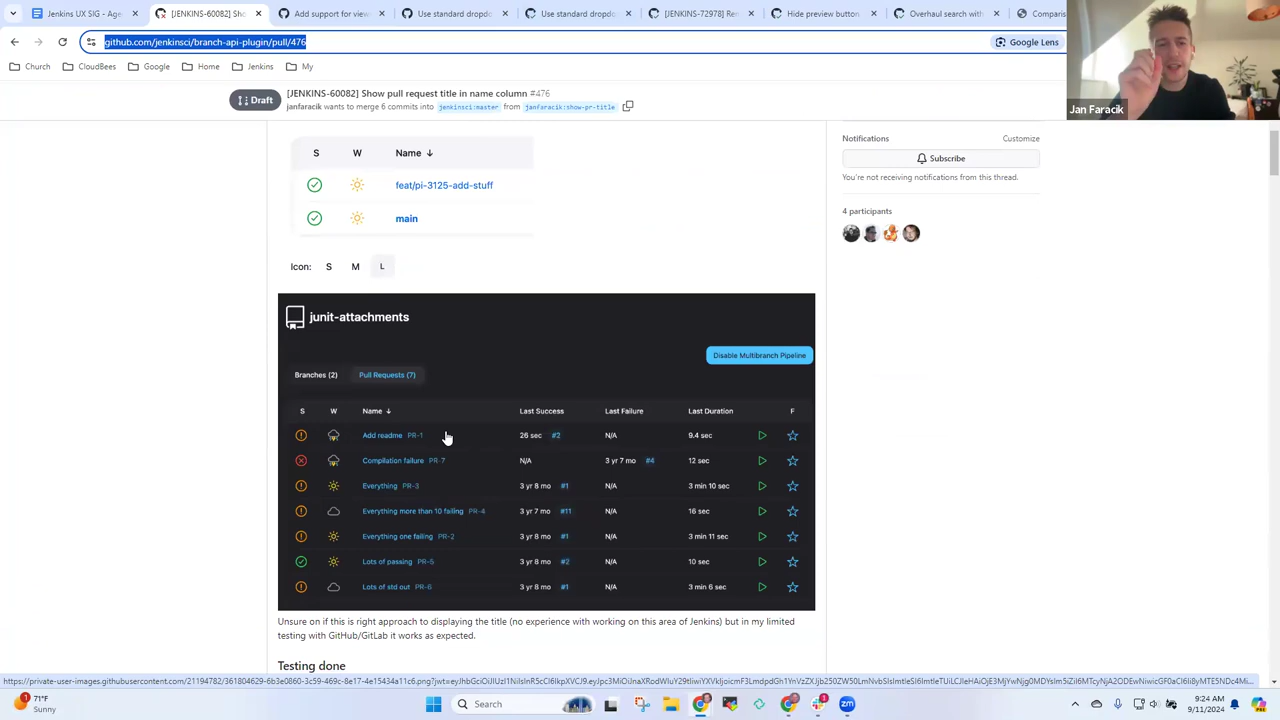 Jenkins UX SIG - Age
[JENKINS-60082] Sho
Add support for view
Use standard dropdo
Use standard dropdo
[JENKINS-72978] Re
Hide preview button
Overhaul search with
Comparis
github.com/jenkinsci/branch-api-plugin/pull/476
Google Lens
Church
CloudBees
Google
Home
Jenkins
My
Draft
[JENKINS-60082] Show pull request title in name column #476
janfaracik wants to merge 6 commits into jenkinsci:master from janfaracik:show-pr-title
Jan Faracik
S W Name ↓
feat/pi-3125-add-stuff
main
Icon: S M L
Notifications Customize
Subscribe
You're not receiving notifications from this thread.
4 participants
junit-attachments
Disable Multibranch Pipeline
Branches (2) Pull Requests (7)
S W Name ↓ Last Success Last Failure Last Duration F
Add readme PR-1 26 sec #2 N/A 9.4 sec
Compilation failure PR-7 N/A 3 yr 7 mo #4 12 sec
Everything PR-3 3 yr 8 mo #1 N/A 3 min 10 sec
Everything more than 10 failing PR-4 3 yr 7 mo #11 N/A 16 sec
Everything one failing PR-2 3 yr 8 mo #1 N/A 3 min 11 sec
Lots of passing PR-5 3 yr 8 mo #2 N/A 10 sec
Lots of std out PR-6 3 yr 8 mo #1 N/A 3 min 6 sec
Unsure on if this is right approach to displaying the title (no experience with working on this area of Jenkins) but in my limited
testing with GitHub/GitLab it works as expected.
Testing done
71°F
Sunny
Search
9:24 AM
9/11/2024